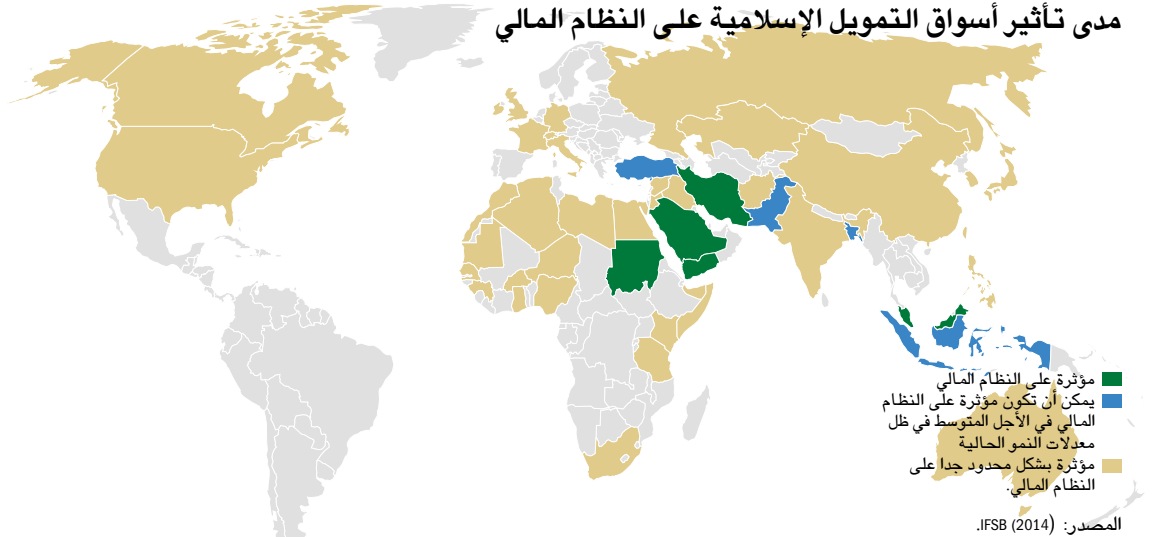 مدى تأثير أسواق التمويل الإسلامية على النظام المالي
مؤثرة على النظام المالي
يمكن أن تكون مؤثرة على النظام
المالي في الأجل المتوسط في ظل
معدلات النمو الحالية
مؤثرة بشكل محدود جدا على
النظام المالي.
المصدر: IFSB (2014).